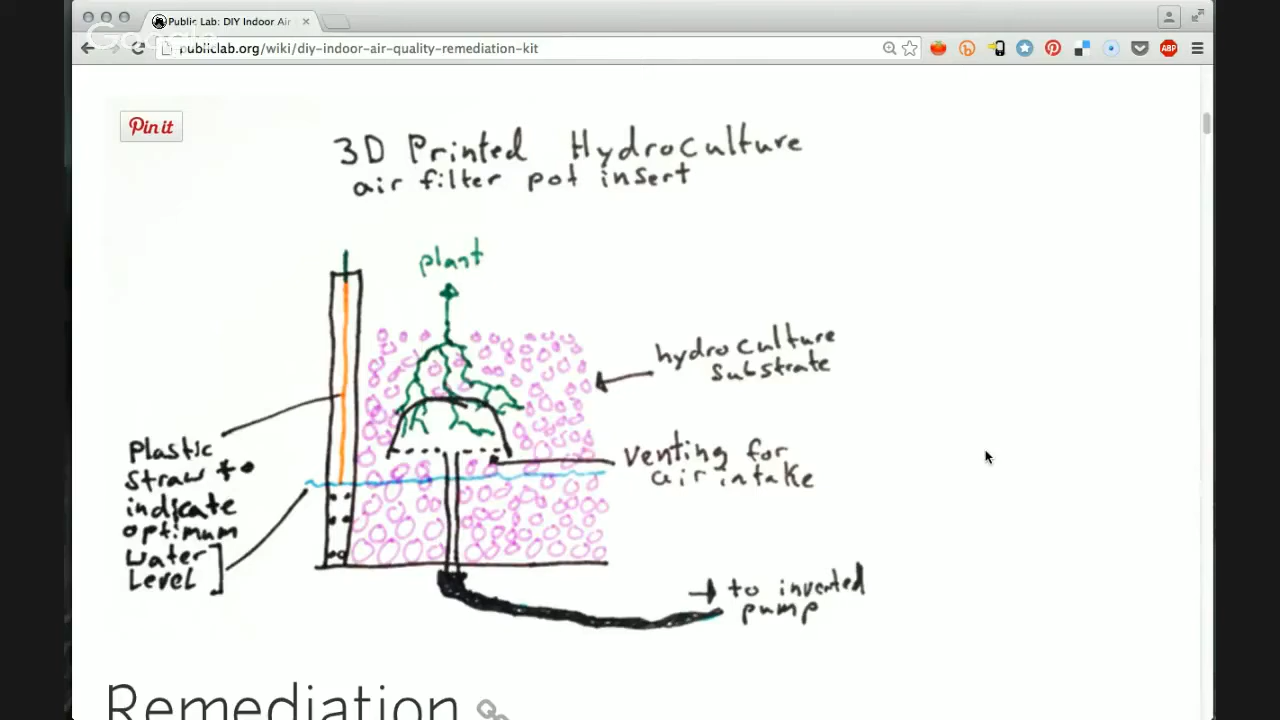 Public Lab: DIY Indoor Air
Google
publiclab.org/wiki/diy-indoor-air-quality-remediation-kit
ABP
Pin it
3D Printed Hydroculture
air filter pot insert
plant
hydroculture
substrate
Plastic
straw to
indicate
optimum
water
level
venting for
air intake
→ to inverted
pump
Remediation